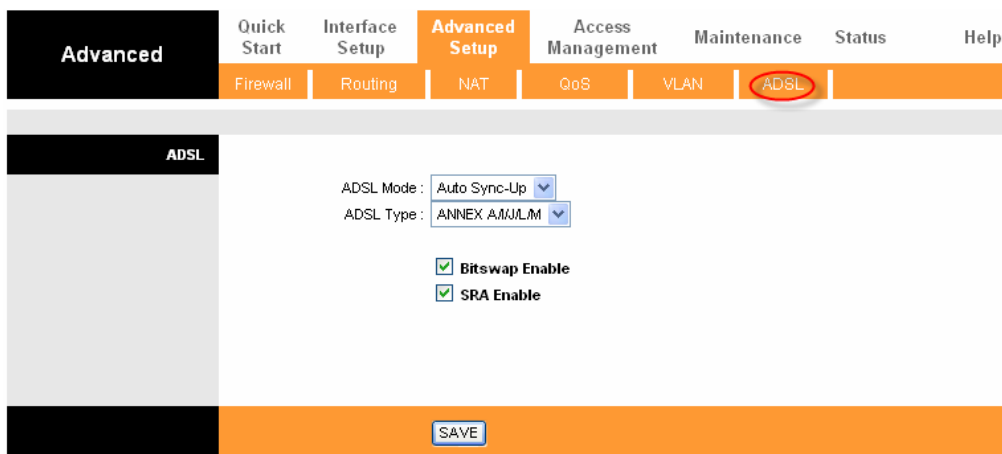 Advanced
Quick Start
Interface Setup
Advanced Setup
Access Management
Maintenance
Status
Help
Firewall
Routing
NAT
QoS
VLAN
ADSL
ADSL
ADSL Mode : Auto Sync-Up
ADSL Type : ANNEX A/I/J/L/M
Bitswap Enable
SRA Enable
SAVE